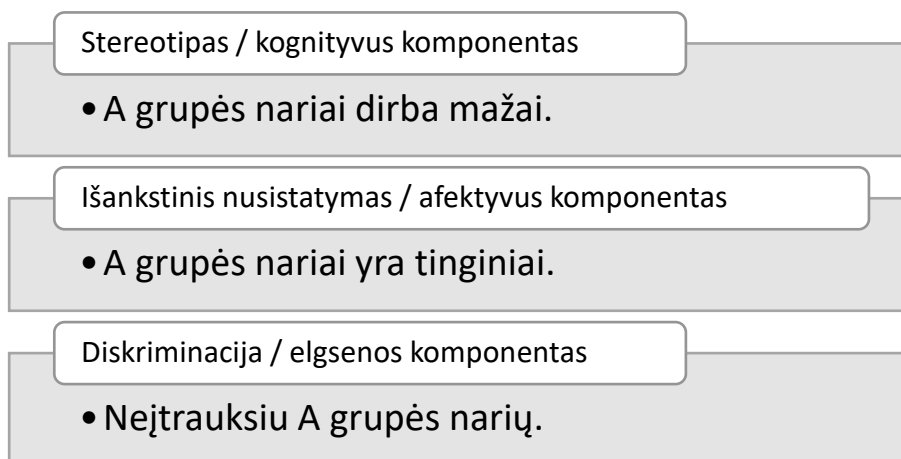 Stereotipas / kognityvus komponentas
• A grupės nariai dirba mažai.
Išankstinis nusistatymas / afektyvus komponentas
• A grupės nariai yra tinginiai.
Diskriminacija / elgsenos komponentas
• Neįtrauksiu A grupės narių.